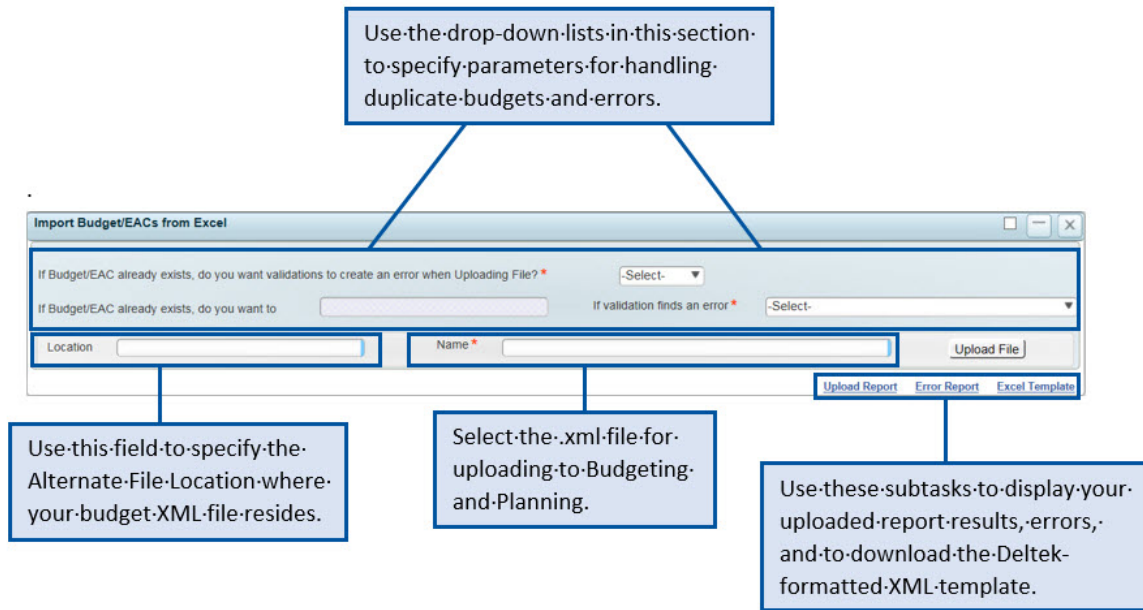 Use·the·drop-down·lists·in·this·section·
to·specify·parameters·for·handling·
duplicate·budgets·and·errors.
.
Import Budget/EACs from Excel
If Budget/EAC already exists, do you want validations to create an error when Uploading File? * -Select-
If Budget/EAC already exists, do you want to If validation finds an error * -Select-
Location Name * Upload File
Upload Report Error Report Excel Template
Use·this·field·to·specify·the·
Alternate·File·Location·where·
your·budget·XML·file·resides.
Select·the·.xml·file·for·
uploading·to·Budgeting·
and·Planning.
Use·these·subtasks·to·display·your·
uploaded·report·results,·errors,·
and·to·download·the·Deltek-
formatted·XML·template.